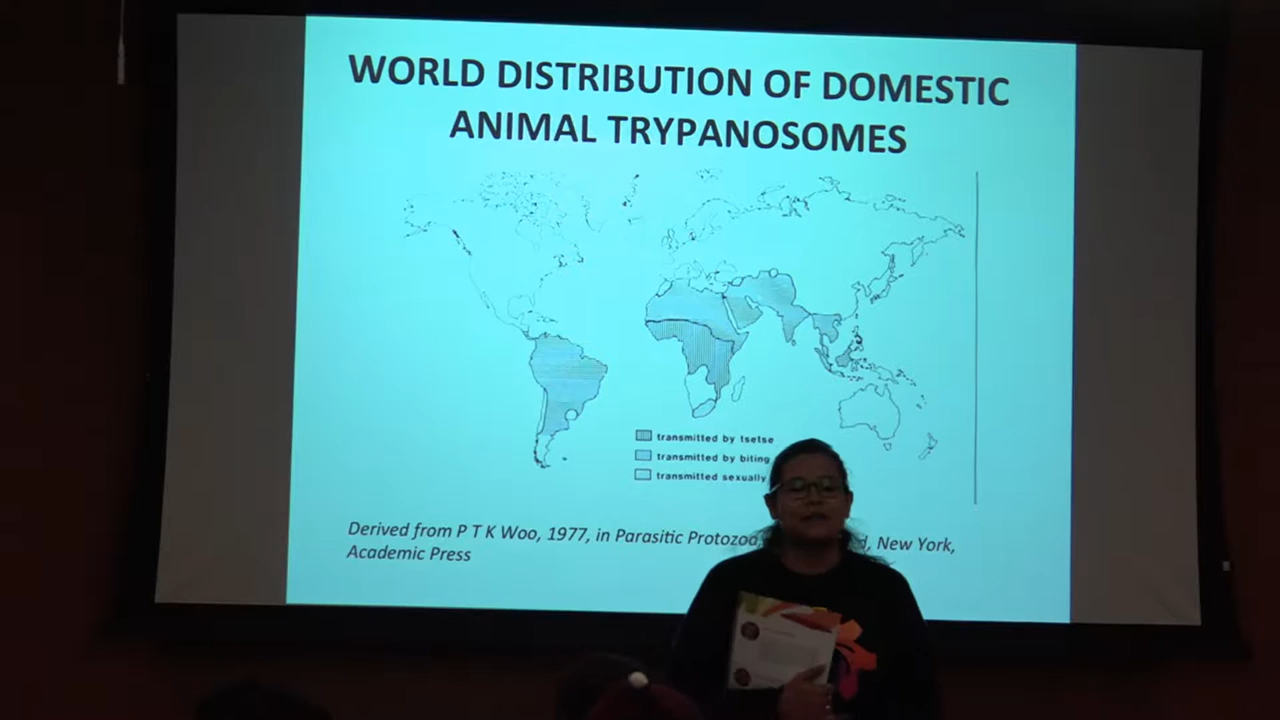 WORLD DISTRIBUTION OF DOMESTIC
ANIMAL TRYPANOSOMES
transmitted by tsetse
transmitted by biting
transmitted sexually
Derived from P T K Woo, 1977, in Parasitic Protozoa, New York,
Academic Press